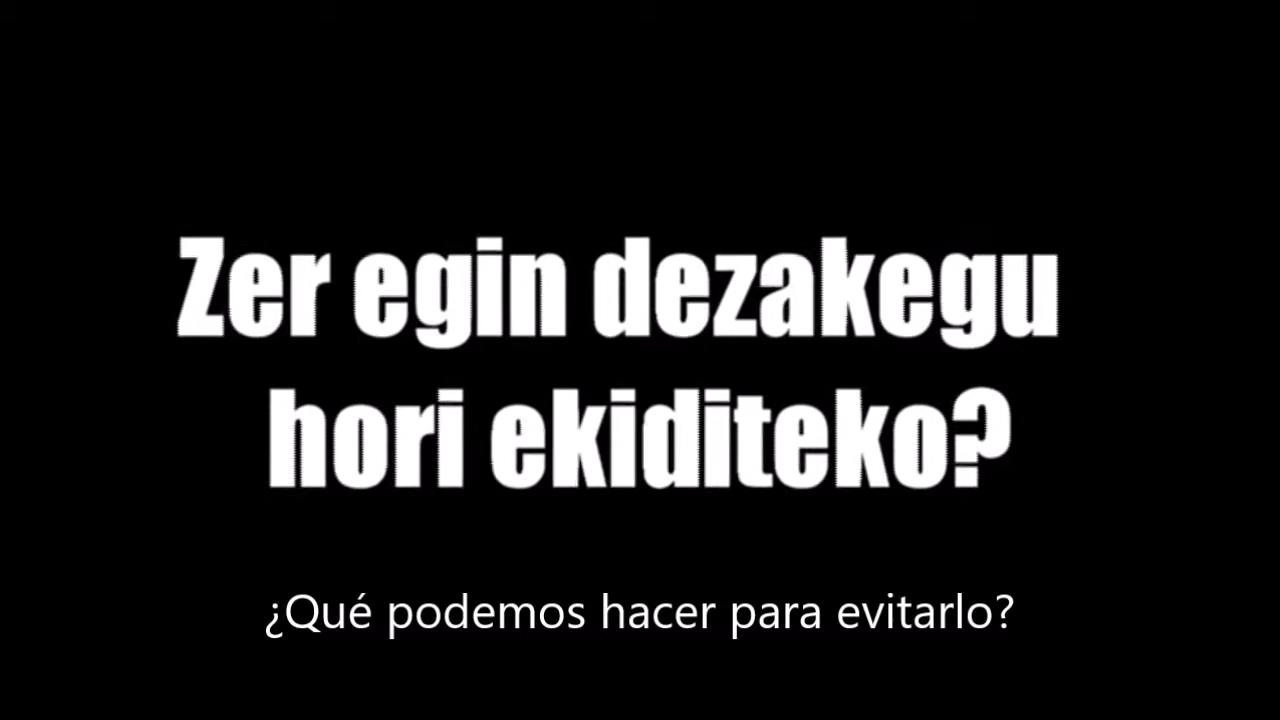 Zer egin dezakegu
hori ekiditeko?
¿Qué podemos hacer para evitarlo?